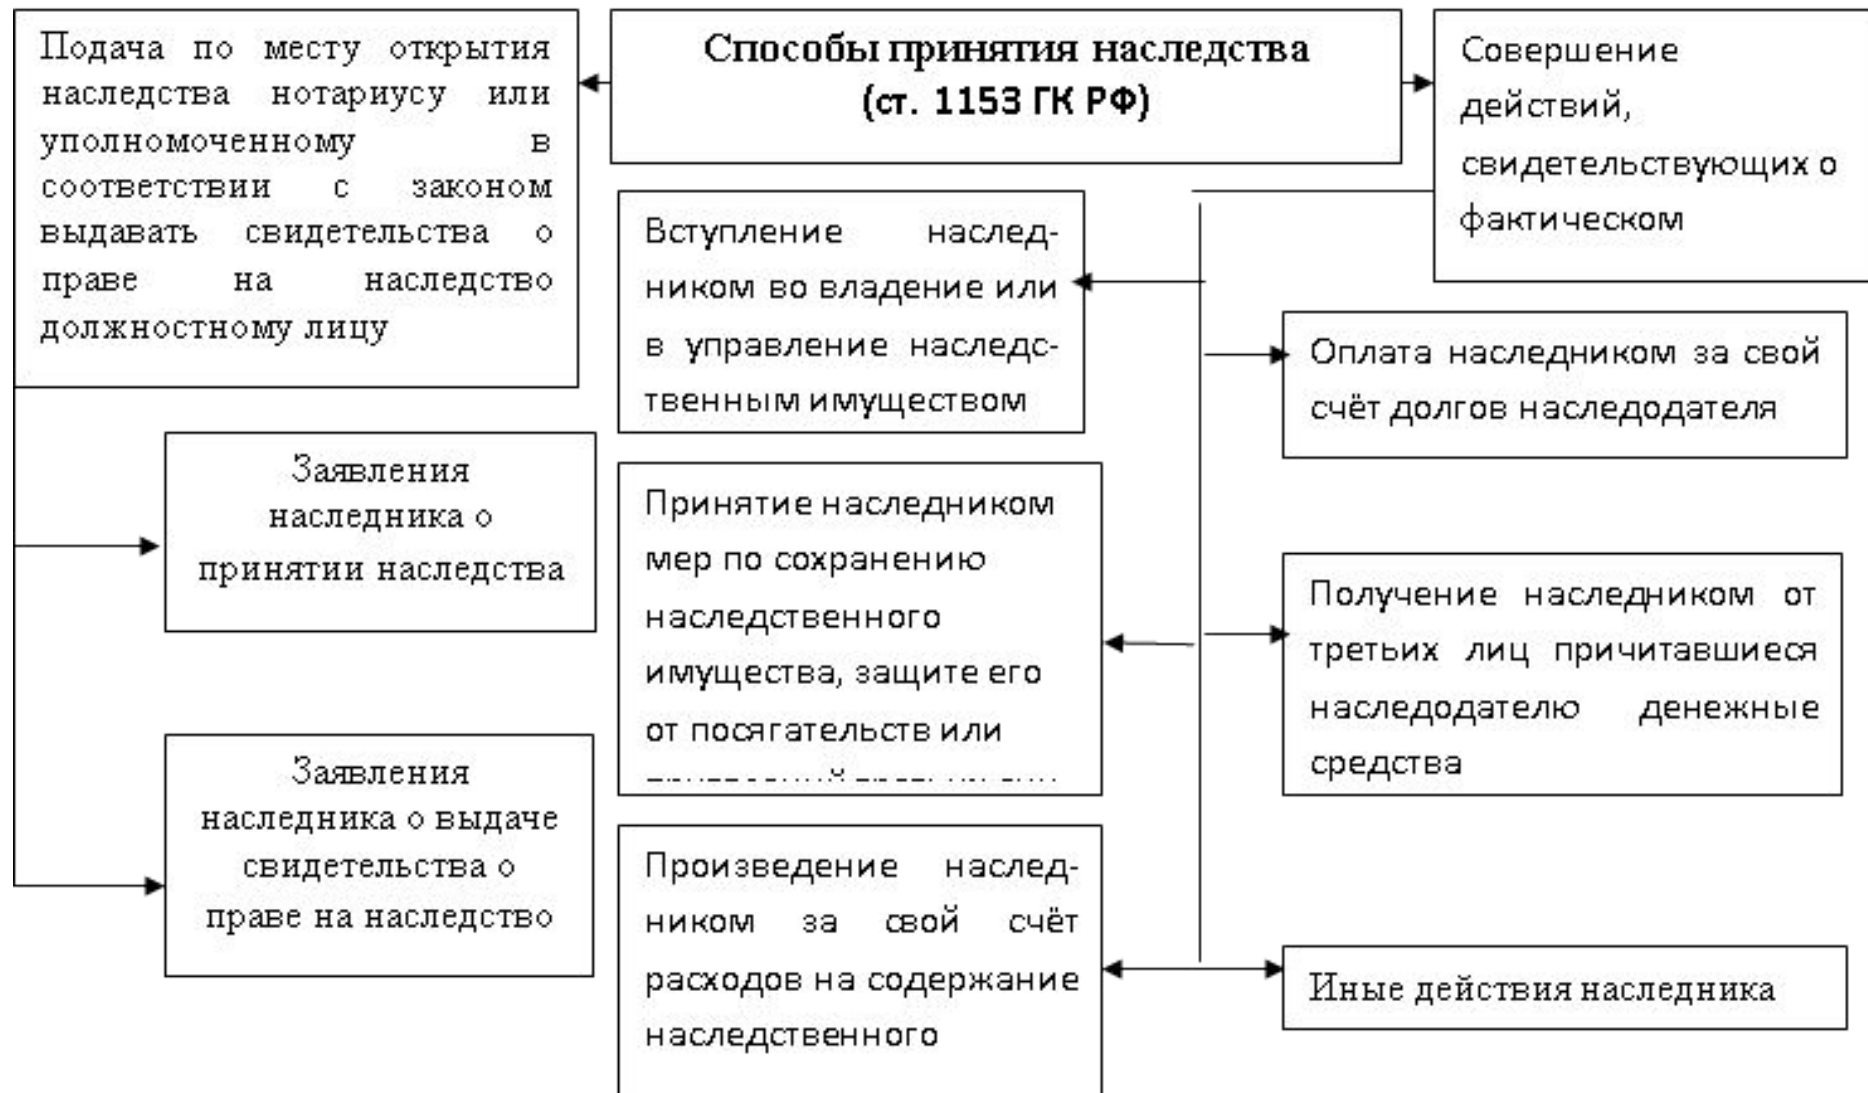 Способы принятия наследства
(ст. 1153 ГК РФ)
Подача по месту открытия
наследства нотариусу или
уполномоченному в
соответствии с законом
выдавать свидетельства о
праве на наследство
должностному лицу
Заявления
наследника о
принятии наследства
Заявления
наследника о выдаче
свидетельства о
праве на наследство
Совершение
действий,
свидетельствующих о
фактическом
Вступление наслед-
ником во владение или
в управление наследс-
твенным имуществом
Принятие наследником
мер по сохранению
наследственного
имущества, защите его
от посягательств или
Произведение наслед-
ником за свой счёт
расходов на содержание
наследственного
Оплата наследником за свой
счёт долгов наследодателя
Получение наследником от
третьих лиц причитавшиеся
наследодателю денежные
средства
Иные действия наследника